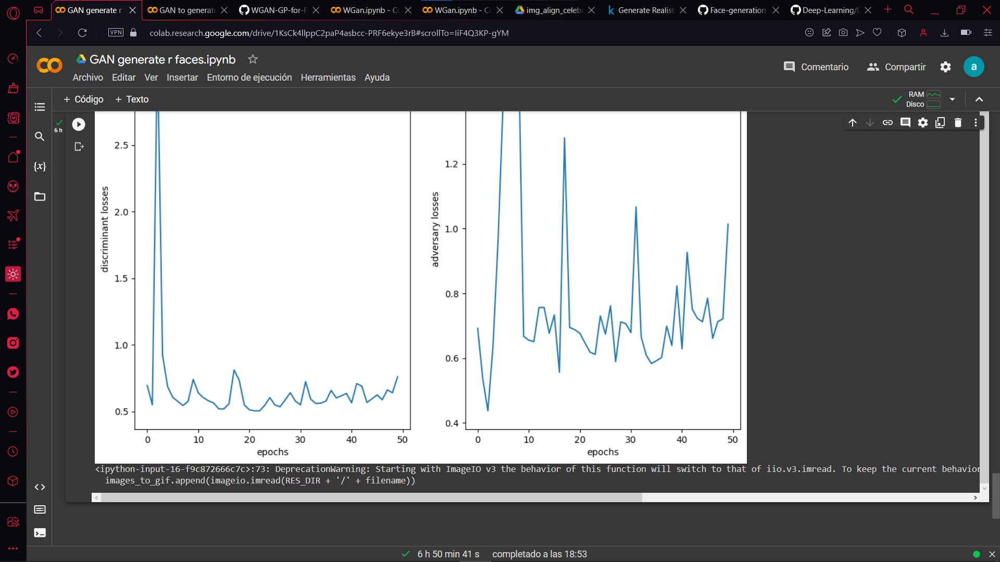 GAN generate r
GAN to generate
WGAN-GP-for-F
WGan.ipynb - Co
WGan.ipynb - Co
img_align_celeba
Generate Realisti
Face-generation-
Deep-Learning/D
VPN
colab.research.google.com/drive/1KsCk4llppC2paP4asbcc-PRF6ekye3rB#scrollTo=IiF4Q3KP-gYM
GAN generate r faces.ipynb
Comentario
Compartir
a
Archivo Editar Ver Insertar Entorno de ejecución Herramientas Ayuda
+ Código + Texto
RAM
Disco
6 h
{x}
2.5
2.0
1.5
1.0
0.5
discriminant losses
0 10 20 30 40 50
epochs
1.2
1.0
0.8
0.6
0.4
adversary losses
0 10 20 30 40 50
epochs
<ipython-input-16-f9c872666c7c>:73: DeprecationWarning: Starting with ImageIO v3 the behavior of this function will switch to that of iio.v3.imread. To keep the current behavior
images_to_gif.append(imageio.imread(RES_DIR + '/' + filename))
6 h 50 min 41 s completado a las 18:53